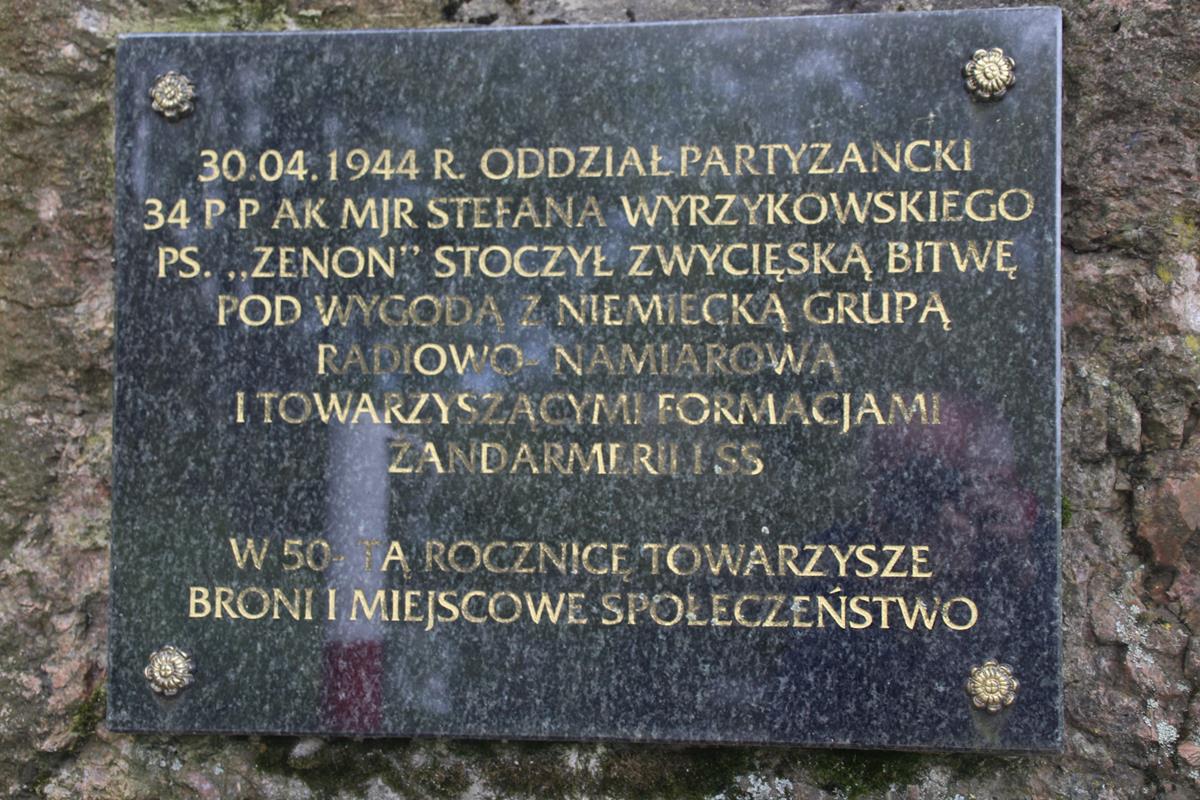 30.04.1944 R. ODDZIAŁ PARTYZANCKI
34 P P AK MJR STEFANA WYRZYKOWSKIEGO
PS. ,,ZENON" STOCZYŁ ZWYCIĘSKĄ BITWĘ
POD WYGODĄ Z NIEMIECKĄ GRUPĄ
RADIOWO- NAMIAROWĄ
I TOWARZYSZĄCYMI FORMACJAMI
ŻANDARMERII I SS
W 50- TĄ ROCZNICĘ TOWARZYSZE
BRONI I MIEJSCOWE SPOŁECZEŃSTWO